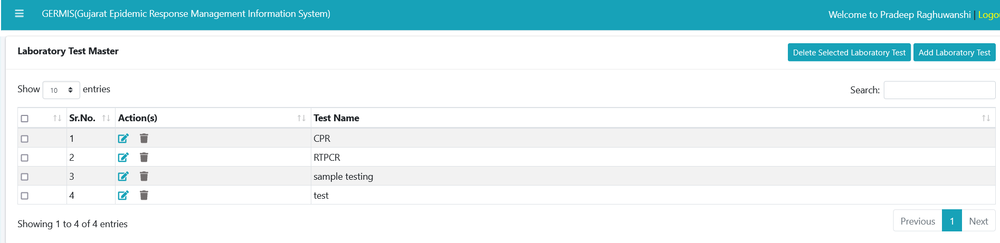 GERMIS(Gujarat Epidemic Response Management Information System)
Welcome to Pradeep Raghuwanshi | Logou
Laboratory Test Master
Delete Selected Laboratory Test
Add Laboratory Test
Show 10 entries
Search:
Sr.No. Action(s) Test Name
1 CPR
2 RTPCR
3 sample testing
4 test
Showing 1 to 4 of 4 entries
Previous 1 Next